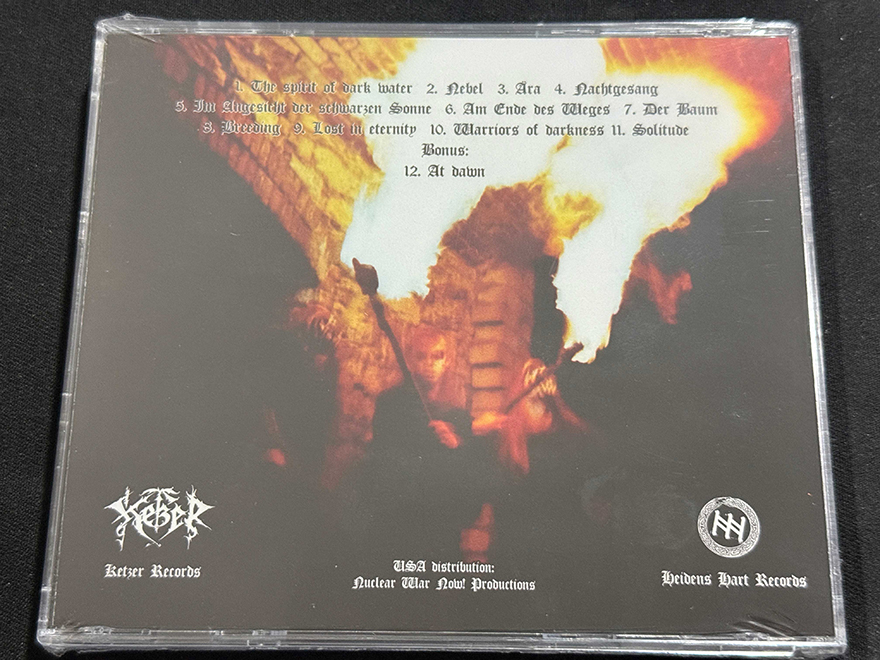 1. The spirit of dark water 2. Nebel 3. Ära 4. Nachtgesang
5. Im Angesicht der schwarzen Sonne 6. Am Ende des Weges 7. Der Baum
8. Breeding 9. Lost in eternity 10. Warriors of darkness 11. Solitude
Bonus:
12. At dawn
Ketzer
Ketzer Records
USA distribution:
Nuclear War Now! Productions
HH
Heidens Hart Records